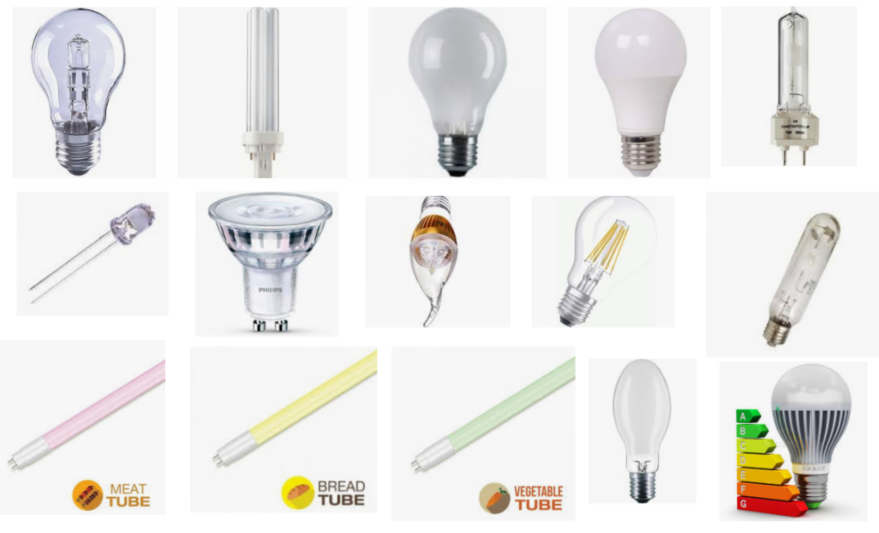 PHILIPS
MEAT
TUBE
BREAD
TUBE
VEGETABLE
TUBE
A
B
C
D
E
F
G